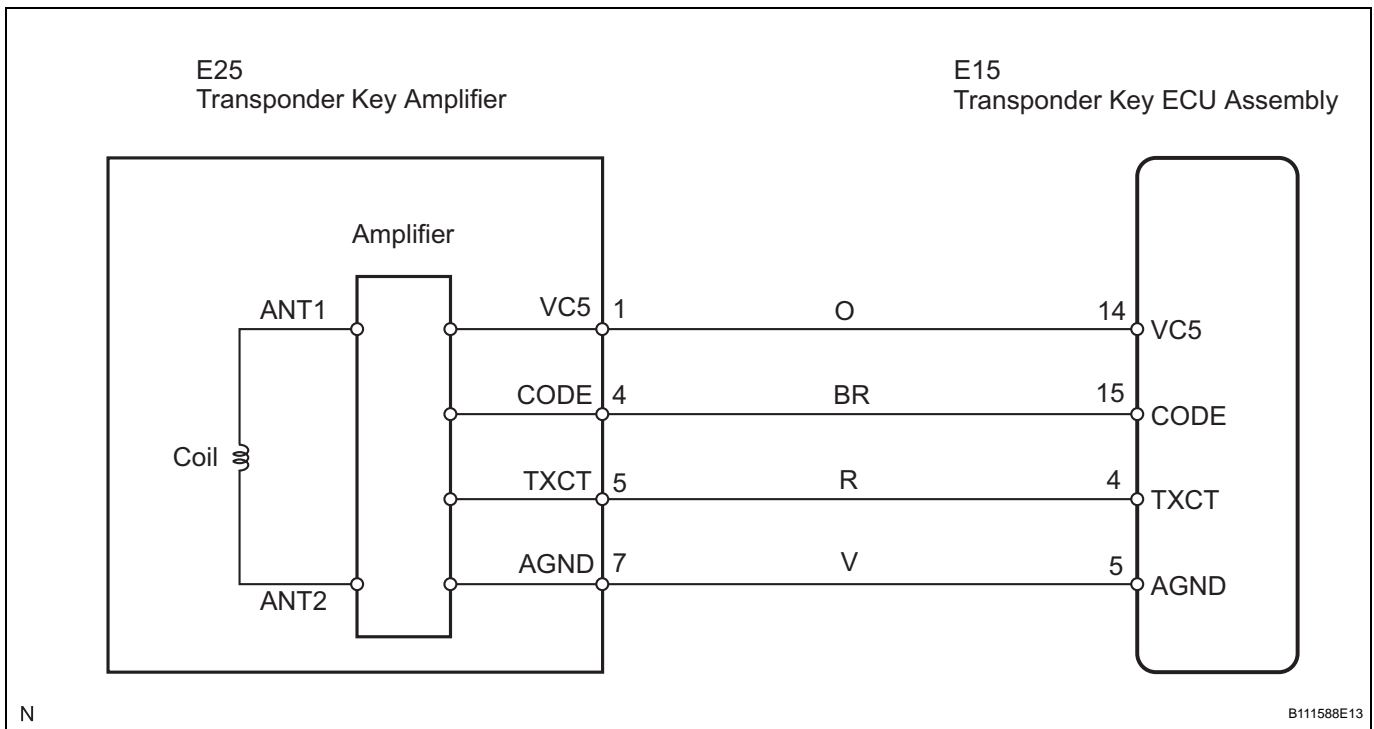 E25
Transponder Key Amplifier
E15
Transponder Key ECU Assembly
Amplifier
ANT1
VC5 1 O 14 VC5
CODE 4 BR 15 CODE
Coil
TXCT 5 R 4 TXCT
AGND 7 V 5 AGND
ANT2
N
B111588E13